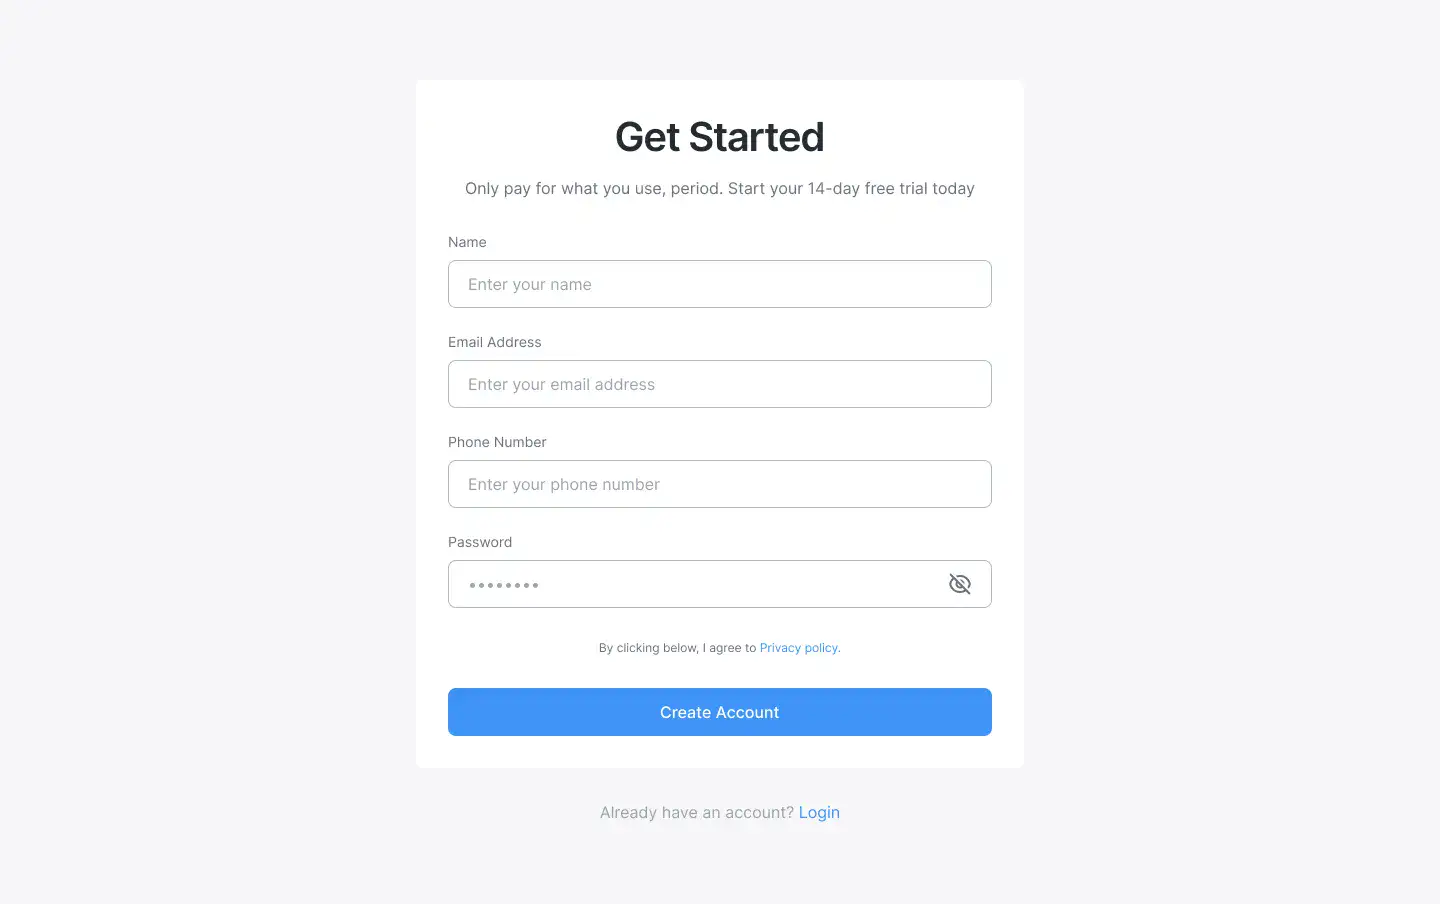 Get Started
Only pay for what you use, period. Start your 14-day free trial today
Name
Enter your name
Email Address
Enter your email address
Phone Number
Enter your phone number
Password
••••••••
By clicking below, I agree to Privacy policy.
Create Account
Already have an account? Login